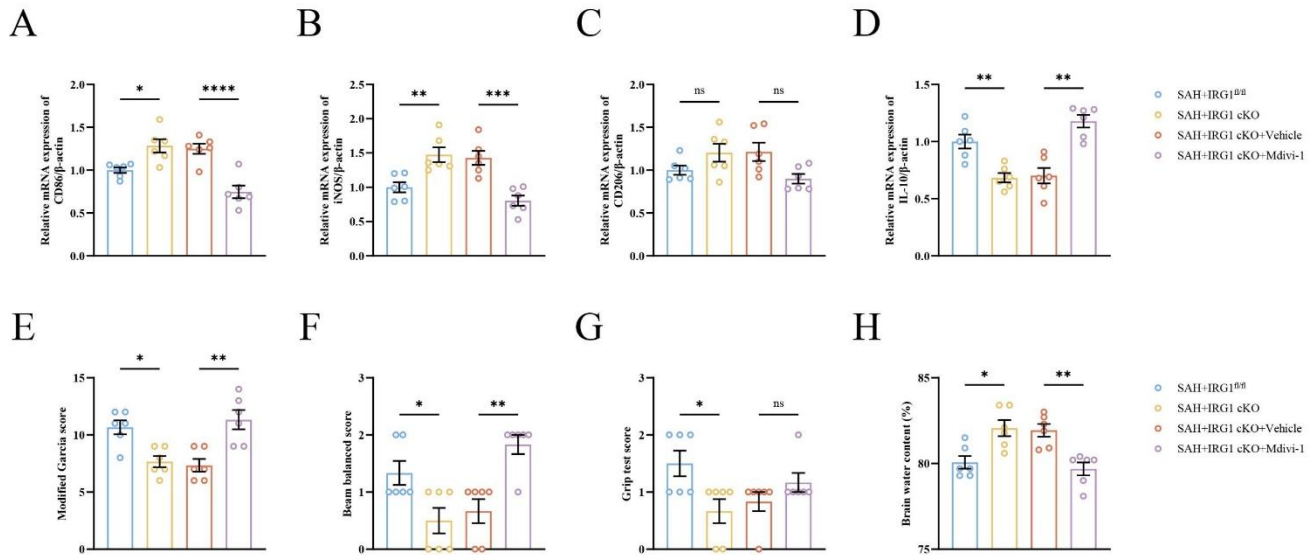 A
B
C
D
Relative mRNA expression of
CD86/β-actin
2.0
1.5
1.0
0.5
0.0
*
****
Relative mRNA expression of
iNOS/β-actin
2.0
1.5
1.0
0.5
0.0
**
***
Relative mRNA expression of
CD206/β-actin
2.0
1.5
1.0
0.5
0.0
ns
ns
Relative mRNA expression of
IL-10/β-actin
1.5
1.0
0.5
0.0
**
**
SAH+IRG1fl/fl
SAH+IRG1 cKO
SAH+IRG1 cKO+Vehicle
SAH+IRG1 cKO+Mdivi-1
E
F
G
H
Modified Garcia score
15
10
5
0
*
**
Beam balanced score
2
1
0
*
**
Grip test score
2
1
0
*
ns
Brain water content (%)
85
80
75
*
**
SAH+IRG1fl/fl
SAH+IRG1 cKO
SAH+IRG1 cKO+Vehicle
SAH+IRG1 cKO+Mdivi-1